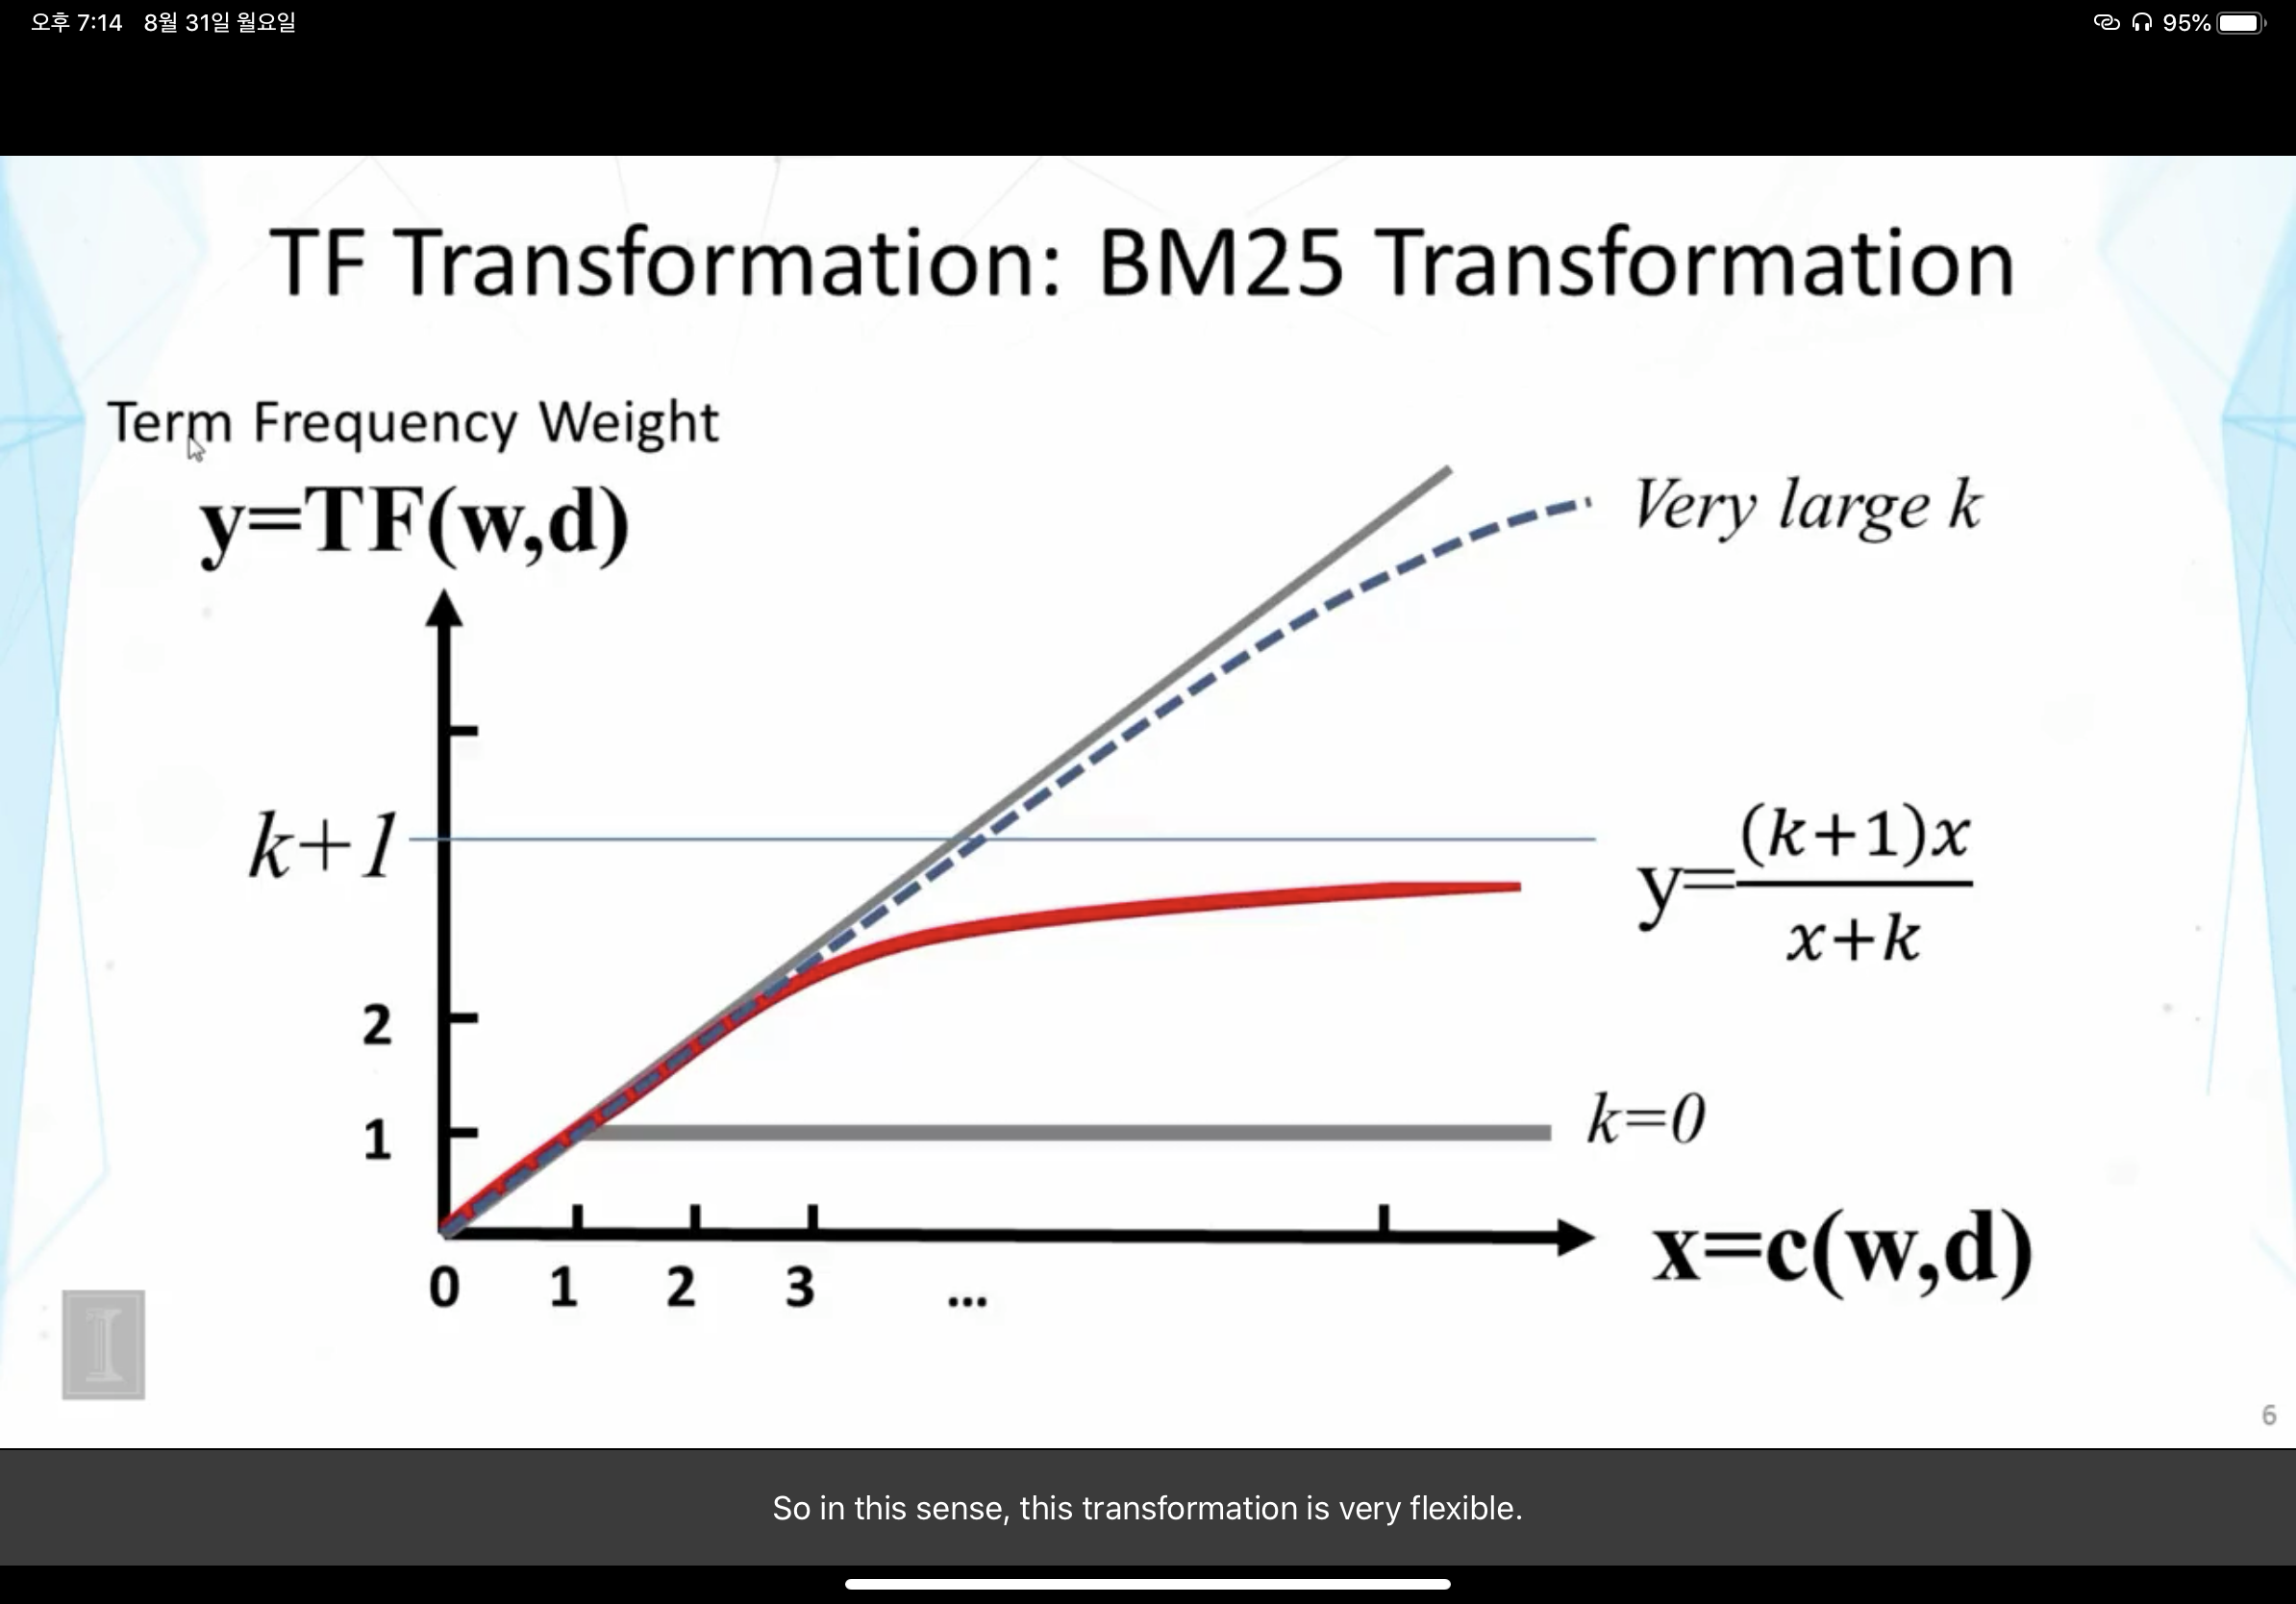 오후 7:14 8월 31일 월요일
95%
TF Transformation: BM25 Transformation
Term Frequency Weight
y=TF(w,d)
Very large k
k+1
y=(k+1)x/x+k
2
1
k=0
x=c(w,d)
0 1 2 3 ...
I
6
So in this sense, this transformation is very flexible.